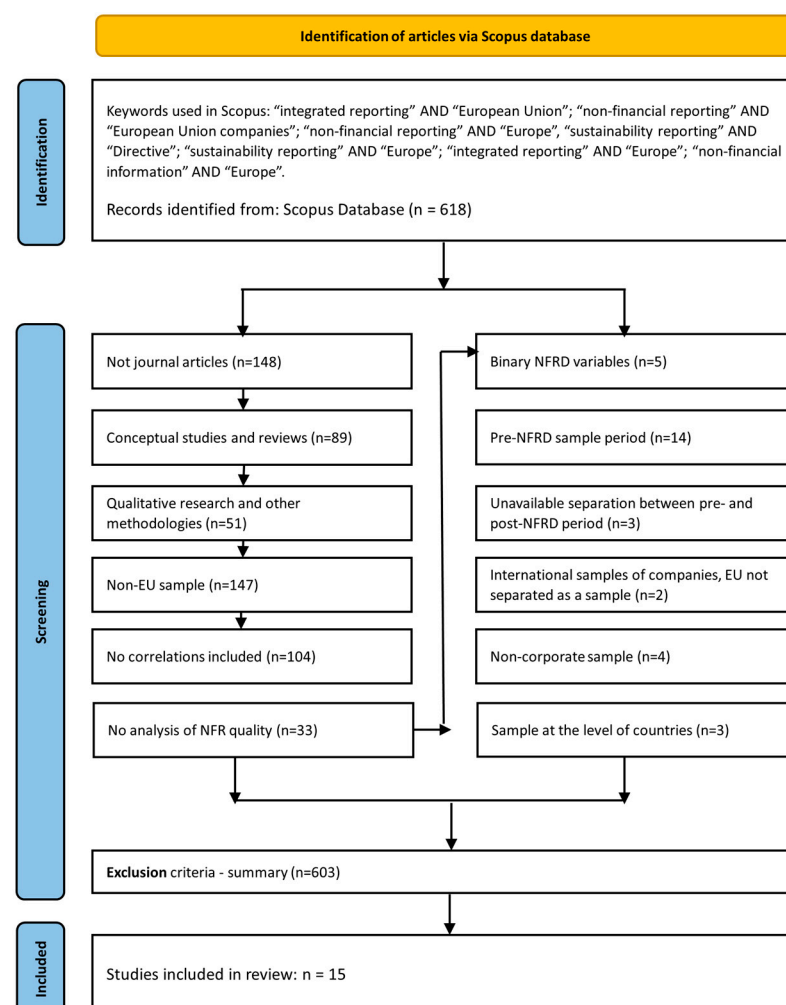 Identification of articles via Scopus database
Identification
Keywords used in Scopus: “integrated reporting” AND “European Union”; “non-financial reporting” AND
“European Union companies”; “non-financial reporting” AND “Europe”, “sustainability reporting” AND
“Directive”; “sustainability reporting” AND “Europe”; “integrated reporting” AND “Europe”; “non-financial
information” AND “Europe”.
Records identified from: Scopus Database (n = 618)
Screening
Not journal articles (n=148)
Conceptual studies and reviews (n=89)
Qualitative research and other
methodologies (n=51)
Non-EU sample (n=147)
No correlations included (n=104)
No analysis of NFR quality (n=33)
Binary NFRD variables (n=5)
Pre-NFRD sample period (n=14)
Unavailable separation between pre- and
post-NFRD period (n=3)
International samples of companies, EU not
separated as a sample (n=2)
Non-corporate sample (n=4)
Sample at the level of countries (n=3)
Exclusion criteria - summary (n=603)
Included
Studies included in review: n = 15